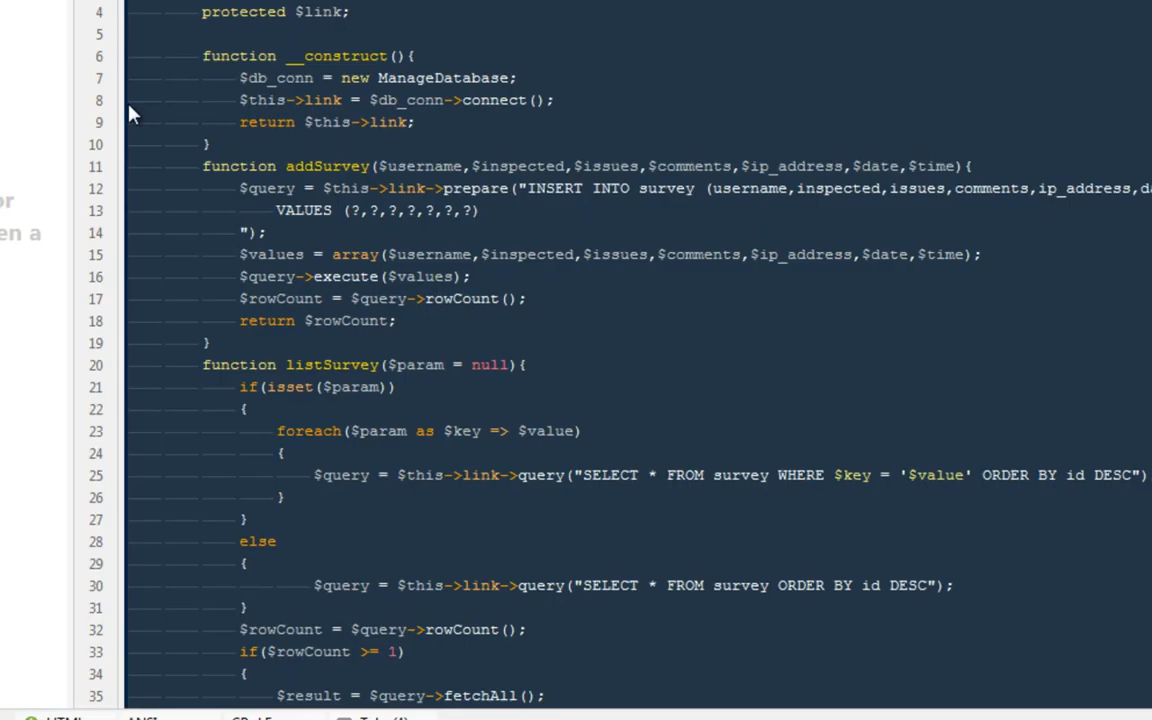 4 protected $link;
5
6 function __construct(){
7 $db_conn = new ManageDatabase;
8 $this->link = $db_conn->connect();
9 return $this->link;
10 }
11 function addSurvey($username,$inspected,$issues,$comments,$ip_address,$date,$time){
12 $query = $this->link->prepare("INSERT INTO survey (username,inspected,issues,comments,ip_address,da
13 VALUES (?,?,?,?,?,?,?)
14 ");
15 $values = array($username,$inspected,$issues,$comments,$ip_address,$date,$time);
16 $query->execute($values);
17 $rowCount = $query->rowCount();
18 return $rowCount;
19 }
20 function listSurvey($param = null){
21 if(isset($param))
22 {
23 foreach($param as $key => $value)
24 {
25 $query = $this->link->query("SELECT * FROM survey WHERE $key = '$value' ORDER BY id DESC")
26 }
27 }
28 else
29 {
30 $query = $this->link->query("SELECT * FROM survey ORDER BY id DESC");
31 }
32 $rowCount = $query->rowCount();
33 if($rowCount >= 1)
34 {
35 $result = $query->fetchAll();
or
en a